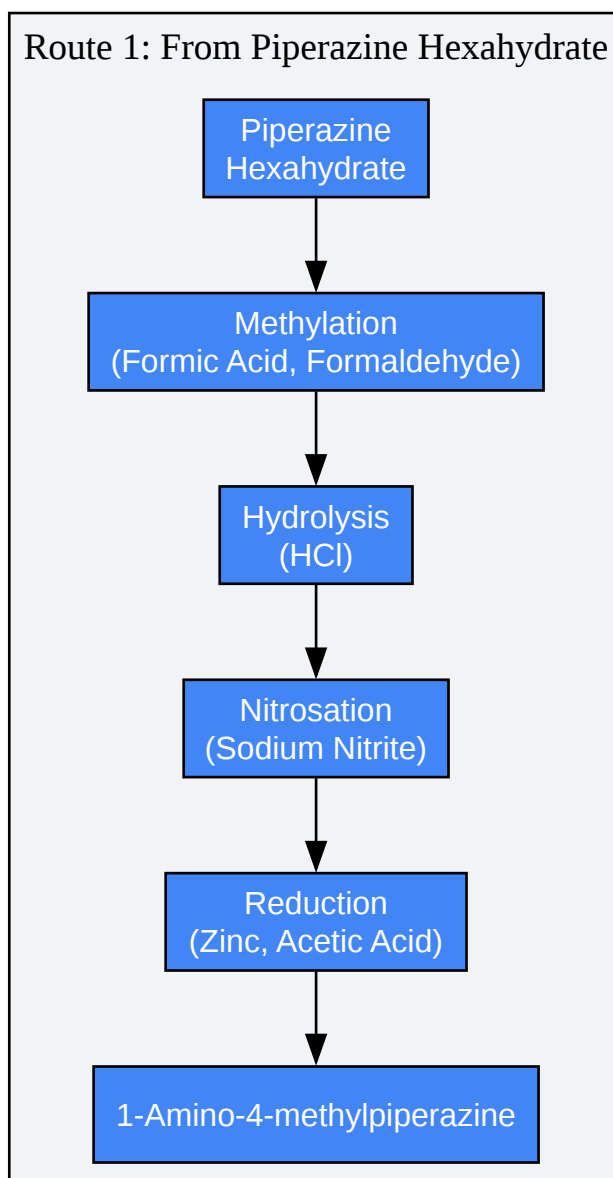 Route 1: From Piperazine Hexahydrate
Piperazine
Hexahydrate
Methylation
(Formic Acid, Formaldehyde)
Hydrolysis
(HCl)
Nitrosation
(Sodium Nitrite)
Reduction
(Zinc, Acetic Acid)
1-Amino-4-methylpiperazine